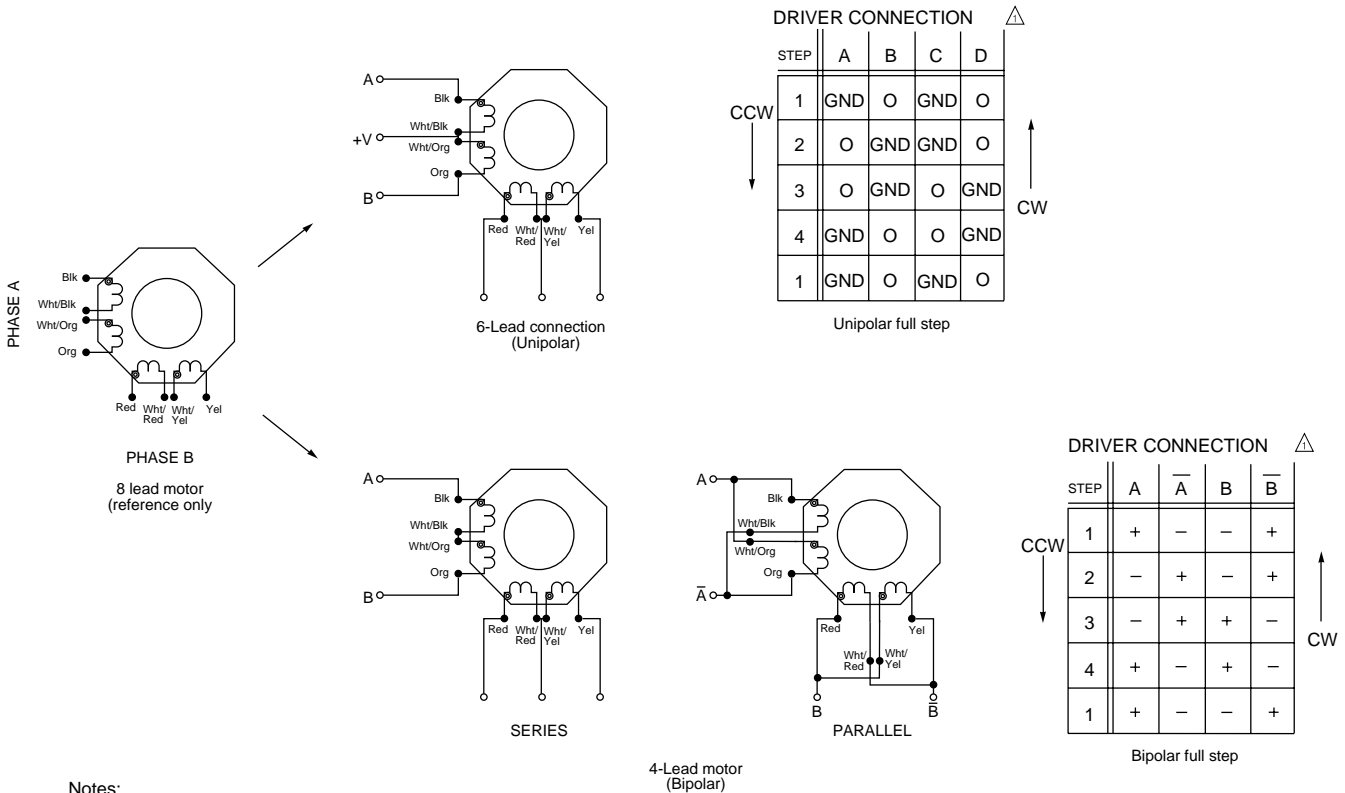 DRIVER CONNECTION 1
STEP A B C D
1 GND O GND O
2 O GND GND O
3 O GND O GND
4 GND O O GND
1 GND O GND O
CCW
CW
Unipolar full step
A
Blk
Wht/Blk
+V
Wht/Org
Org
B
Red
Wht/
Red
Wht/
Yel
Yel
6-Lead connection
(Unipolar)
PHASE A
Blk
Wht/Blk
Wht/Org
Org
Red
Wht/
Red
Wht/
Yel
Yel
PHASE B
8 lead motor
(reference only
A
Blk
Wht/Blk
Wht/Org
Org
B
Red
Wht/
Red
Wht/
Yel
Yel
SERIES
A
Blk
Wht/Blk
Wht/Org
Org
A̅
Red
Yel
Wht/
Red
Wht/
Yel
B
B̅
PARALLEL
4-Lead motor
(Bipolar)
DRIVER CONNECTION 1
STEP A A̅ B B̅
1 + − − +
2 − + − +
3 − + + −
4 + − + −
1 + − − +
CCW
CW
Bipolar full step
Notes: